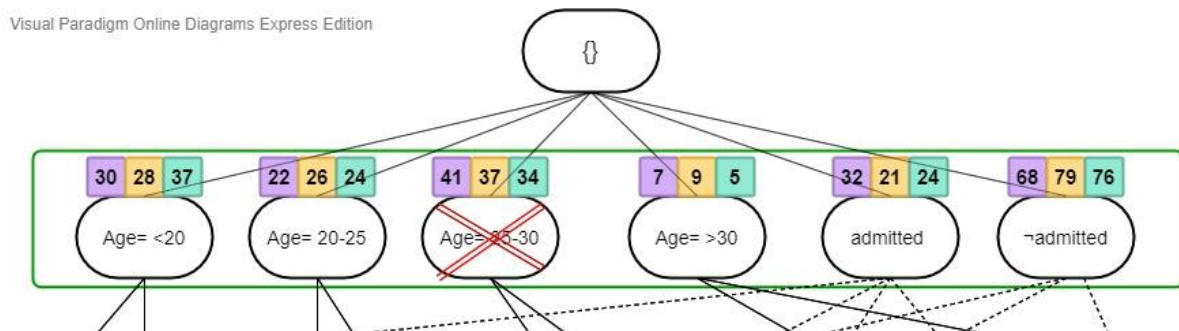 Visual Paradigm Online Diagrams Express Edition
{}
30 28 37
22 26 24
41 37 34
7 9 5
32 21 24
68 79 76
Age= <20
Age= 20-25
Age= 25-30
Age= >30
admitted
¬admitted